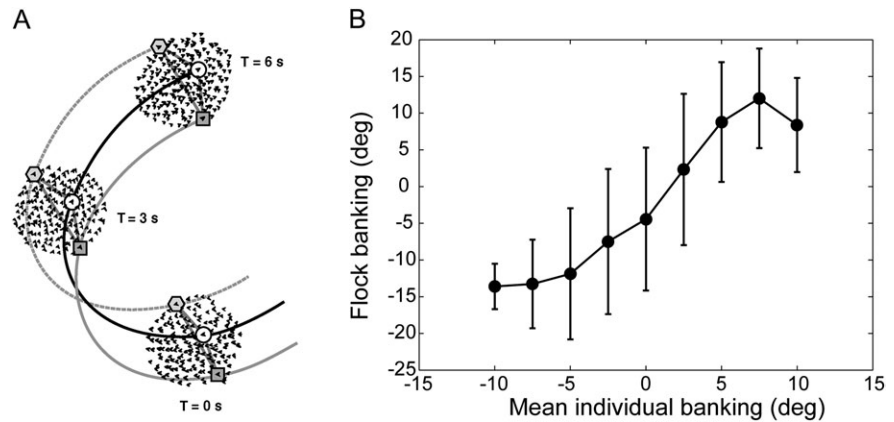 A
T = 6 s
T = 3 s
T = 0 s
B
Flock banking (deg)
20
15
10
5
0
-5
-10
-15
-20
-25
-15 -10 -5 0 5 10 15
Mean individual banking (deg)